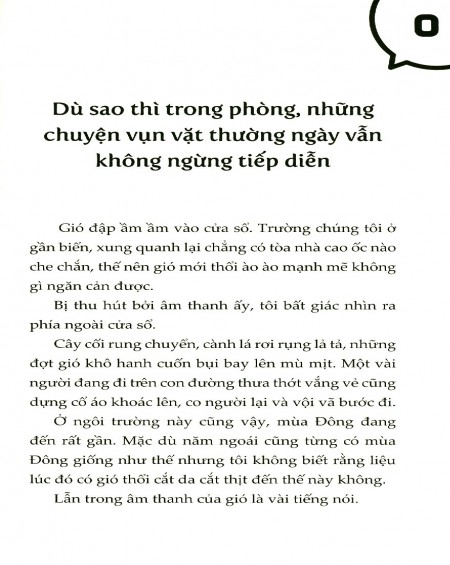 0
Dù sao thì trong phòng, những
chuyện vụn vặt thường ngày vẫn
không ngừng tiếp diễn
Gió đập ầm ầm vào cửa sổ. Trường chúng tôi ở
gần biển, xung quanh lại chẳng có tòa nhà cao ốc nào
che chắn, thế nên gió mới thổi ào ào mạnh mẽ không
gì ngăn cản được.
Bị thu hút bởi âm thanh ấy, tôi bất giác nhìn ra
phía ngoài cửa sổ.
Cây cối rung chuyển, cành lá rơi rụng lả tả, những
đợt gió khô hanh cuốn bụi bay lên mù mịt. Một vài
người đang đi trên con đường thưa thớt vắng vẻ cũng
dựng cổ áo khoác lên, co người lại và vội vã bước đi.
Ở ngôi trường này cũng vậy, mùa Đông đang
đến rất gần. Mặc dù năm ngoái cũng từng có mùa
Đông giống như thế nhưng tôi không biết rằng liệu
lúc đó có gió thổi cắt da cắt thịt đến thế này không.
Lẫn trong âm thanh của gió là vài tiếng nói.